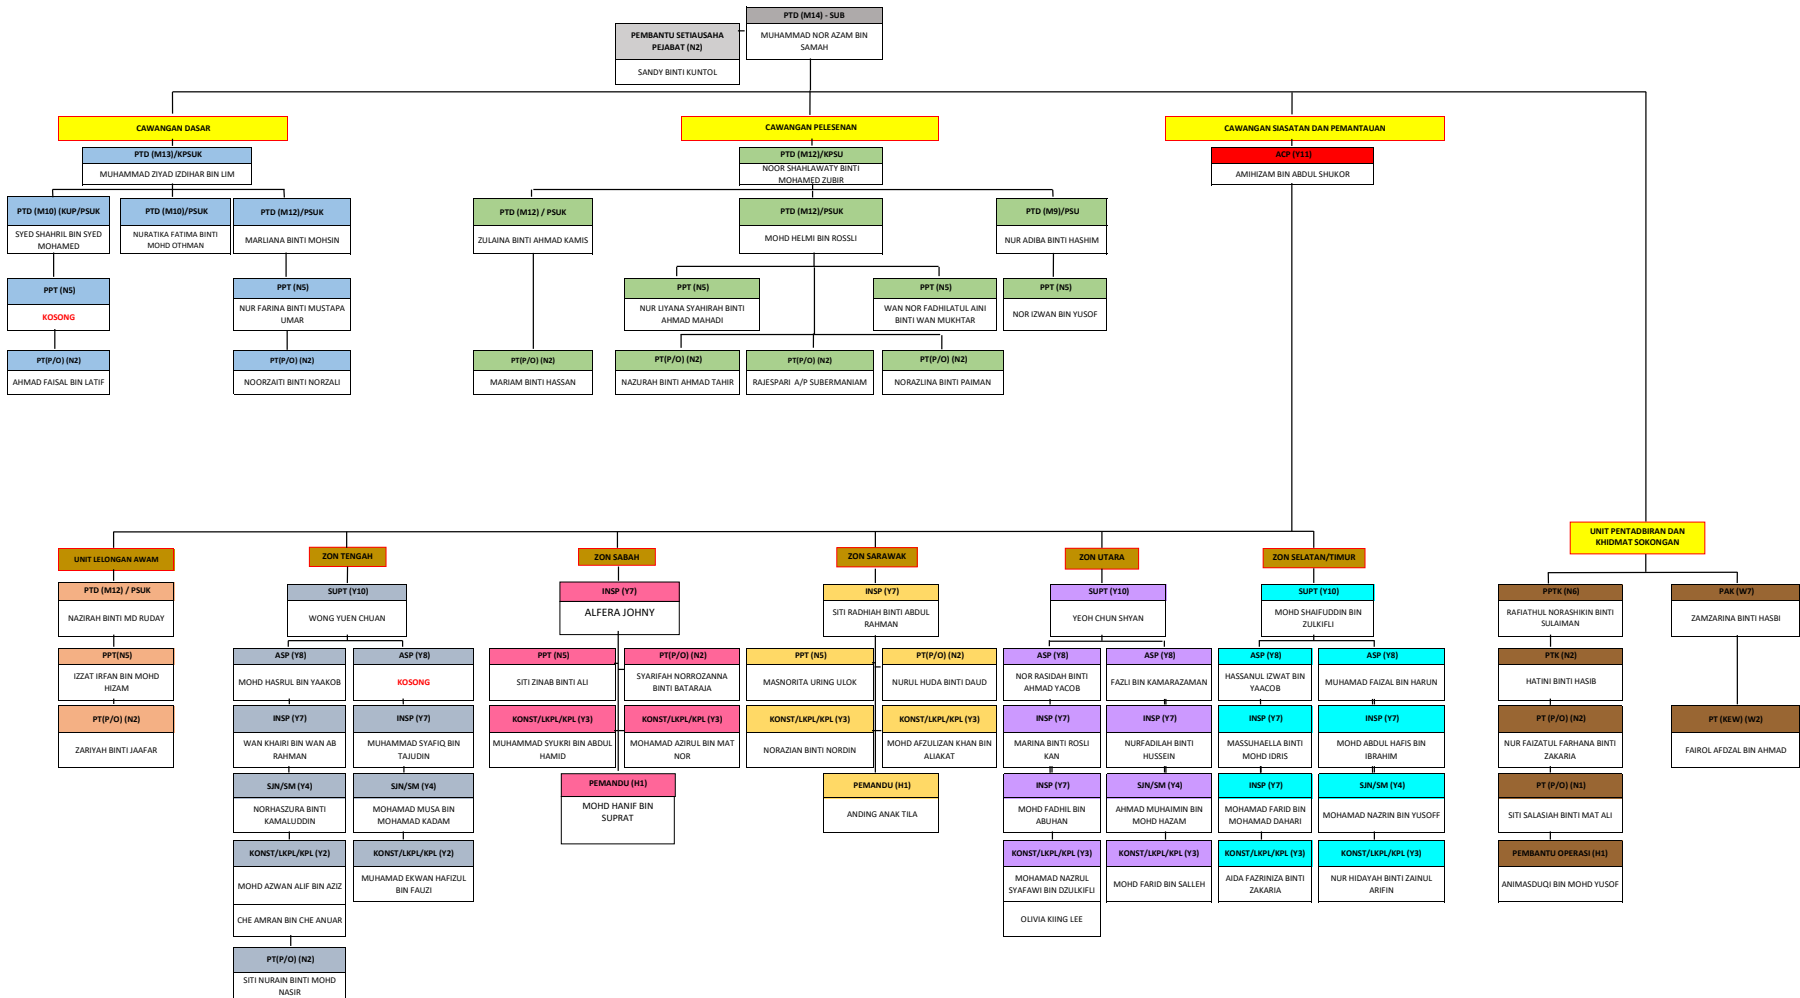 PTD (M14) - SUB
MUHAMMAD NOR AZAM BIN
SAMAH
PEMBANTU SETIAUSAHA
PEJABAT (N2)
SANDY BINTI KUNTOL
CAWANGAN DASAR
PTD (M13)/KPSUK
MUHAMMAD ZIYAD IZDIHAR BIN LIM
PTD (M10) (KUP/PSUK
SYED SHAHRIL BIN SYED
MOHAMED
PTD (M10)/PSUK
NURATIKA FATIMA BINTI
MOHD OTHMAN
PTD (M12)/PSUK
MARLIANA BINTI MOHSIN
PPT (N5)
KOSONG
PPT (N5)
NUR FARINA BINTI MUSTAPA
UMAR
PT(P/O) (N2)
AHMAD FAISAL BIN LATIF
PT(P/O) (N2)
NOORZAITI BINTI NORZALI
CAWANGAN PELESENAN
PTD (M12)/KPSU
NOOR SHAHLAWATY BINTI
MOHAMED ZUBIR
PTD (M12) / PSUK
ZULAINA BINTI AHMAD KAMIS
PTD (M12)/PSUK
MOHD HELMI BIN ROSSLI
PTD (M9)/PSU
NUR ADIBA BINTI HASHIM
PPT (N5)
NUR LIYANA SYAHIRAH BINTI
AHMAD MAHADI
PPT (N5)
WAN NOR FADHILATUL AINI
BINTI WAN MUKHTAR
PPT (N5)
NOR IZWAN BIN YUSOF
PT(P/O) (N2)
MARIAM BINTI HASSAN
PT(P/O) (N2)
NAZURAH BINTI AHMAD TAHIR
PT(P/O) (N2)
RAJESPARI A/P SUBERMANIAM
PT(P/O) (N2)
NORAZLINA BINTI PAIMAN
CAWANGAN SIASATAN DAN PEMANTAUAN
ACP (Y11)
AMIHIZAM BIN ABDUL SHUKOR
UNIT LELONGAN AWAM
PTD (M12) / PSUK
NAZIRAH BINTI MD RUDAY
PPT(N5)
IZZAT IRFAN BIN MOHD
HIZAM
PT(P/O) (N2)
ZARIYAH BINTI JAAFAR
ZON TENGAH
SUPT (Y10)
WONG YUEN CHUAN
ASP (Y8)
MOHD HASRUL BIN YAAKOB
ASP (Y8)
KOSONG
INSP (Y7)
WAN KHAIRI BIN WAN AB
RAHMAN
INSP (Y7)
MUHAMMAD SYAFIQ BIN
TAJUDIN
SJN/SM (Y4)
NORHASZURA BINTI
KAMALUDDIN
SJN/SM (Y4)
MOHAMAD MUSA BIN
MOHAMAD KADAM
KONST/LKPL/KPL (Y2)
MOHD AZWAN ALIF BIN AZIZ
CHE AMRAN BIN CHE ANUAR
KONST/LKPL/KPL (Y2)
MUHAMAD EKWAN HAFIZUL
BIN FAUZI
PT(P/O) (N2)
SITI NURAIN BINTI MOHD
NASIR
ZON SABAH
INSP (Y7)
ALFERA JOHNY
PPT (N5)
SITI ZINAB BINTI ALI
PT(P/O) (N2)
SYARIFAH NORROZANNA
BINTI BATARAJA
KONST/LKPL/KPL (Y3)
MUHAMMAD SYUKRI BIN ABDUL
HAMID
KONST/LKPL/KPL (Y3)
MOHAMAD AZIRUL BIN MAT
NOR
PEMANDU (H1)
MOHD HANIF BIN
SUPRAT
ZON SARAWAK
INSP (Y7)
SITI RADHIAH BINTI ABDUL
RAHMAN
PPT (N5)
MASNORITA URING ULOK
PT(P/O) (N2)
NURUL HUDA BINTI DAUD
KONST/LKPL/KPL (Y3)
NORAZIAN BINTI NORDIN
KONST/LKPL/KPL (Y3)
MOHD AFZULIZAN KHAN BIN
ALIAKAT
PEMANDU (H1)
ANDING ANAK TILA
ZON UTARA
SUPT (Y10)
YEOH CHUN SHYAN
ASP (Y8)
NOR RASIDAH BINTI
AHMAD YACOB
ASP (Y8)
FAZLI BIN KAMARAZAMAN
INSP (Y7)
MARINA BINTI ROSLI
KAN
INSP (Y7)
NURFADILAH BINTI
HUSSEIN
INSP (Y7)
MOHD FADHIL BIN
ABUHAN
SJN/SM (Y4)
AHMAD MUHAIMIN BIN
MOHD HAZAM
KONST/LKPL/KPL (Y3)
MOHAMAD NAZRUL
SYAFAWI BIN DZULKIFLI
OLIVIA KIING LEE
KONST/LKPL/KPL (Y3)
MOHD FARID BIN SALLEH
ZON SELATAN/TIMUR
SUPT (Y10)
MOHD SHAIFUDDIN BIN
ZULKIFLI
ASP (Y8)
HASSANUL IZWAT BIN
YAACOB
ASP (Y8)
MUHAMAD FAIZAL BIN HARUN
INSP (Y7)
MASSUHAELLA BINTI
MOHD IDRIS
INSP (Y7)
MOHD ABDUL HAFIS BIN
IBRAHIM
INSP (Y7)
MOHAMAD FARID BIN
MOHAMAD DAHARI
SJN/SM (Y4)
MOHAMAD NAZRIN BIN YUSOFF
KONST/LKPL/KPL (Y3)
AIDA FAZRINIZA BINTI
ZAKARIA
KONST/LKPL/KPL (Y3)
NUR HIDAYAH BINTI ZAINUL
ARIFIN
UNIT PENTADBIRAN DAN
KHIDMAT SOKONGAN
PPTK (N6)
RAFIATHUL NORASHIKIN BINTI
SULAIMAN
PAK (W7)
ZAMZARINA BINTI HASBI
PTK (N2)
HATINI BINTI HASIB
PT (P/O) (N2)
NUR FAIZATUL FARHANA BINTI
ZAKARIA
PT (KEW) (W2)
FAIROL AFDZAL BIN AHMAD
PT (P/O) (N1)
SITI SALASIAH BINTI MAT ALI
PEMBANTU OPERASI (H1)
ANIMASDUQI BIN MOHD YUSOF